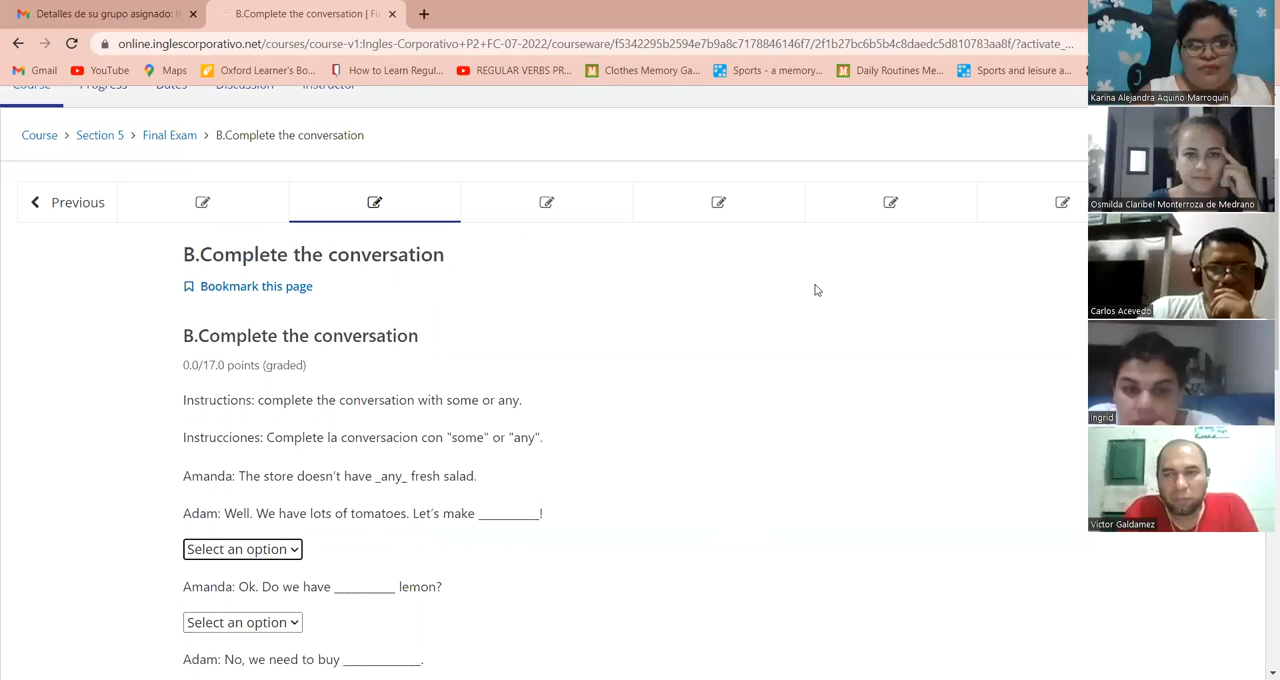 Detalles de su grupo asignado: 
B.Complete the conversation | Fi
online.inglescorporativo.net/courses/course-v1:Ingles-Corporativo+P2+FC-07-2022/courseware/f5342295b2594e7b9a8c7178846146f7/2f1b27bc6b5b4c8daedc5d810783aa8f/?activate_...
Gmail
YouTube
Maps
Oxford Learner's Bo...
How to Learn Regul...
REGULAR VERBS PR...
Clothes Memory Ga...
Sports - a memory...
Daily Routines Me...
Sports and leisure a...
Course
Progress
Dates
Discussion
Instructor
Course > Section 5 > Final Exam > B.Complete the conversation
Previous
B.Complete the conversation
Bookmark this page
B.Complete the conversation
0.0/17.0 points (graded)
Instructions: complete the conversation with some or any.
Instrucciones: Complete la conversacion con "some" or "any".
Amanda: The store doesn't have _any_ fresh salad.
Adam: Well. We have lots of tomatoes. Let's make __________!
Select an option
Amanda: Ok. Do we have __________ lemon?
Select an option
Adam: No, we need to buy _____________.
Karina Alejandra Aquino Marroquín
Osmilda Claribel Monterroza de Medrano
Carlos Acevedo
Ingrid
Victor Galdamez